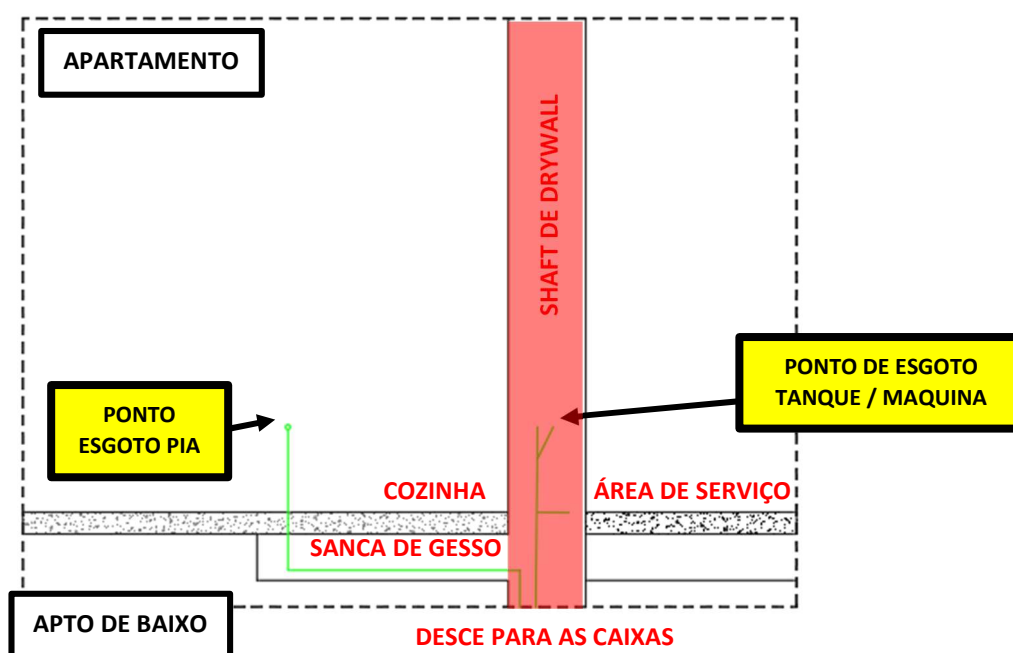 APARTAMENTO
SHAFT DE DRYWALL
PONTO DE ESGOTO
TANQUE / MAQUINA
PONTO
ESGOTO PIA
COZINHA
ÁREA DE SERVIÇO
SANCA DE GESSO
APTO DE BAIXO
DESCE PARA AS CAIXAS